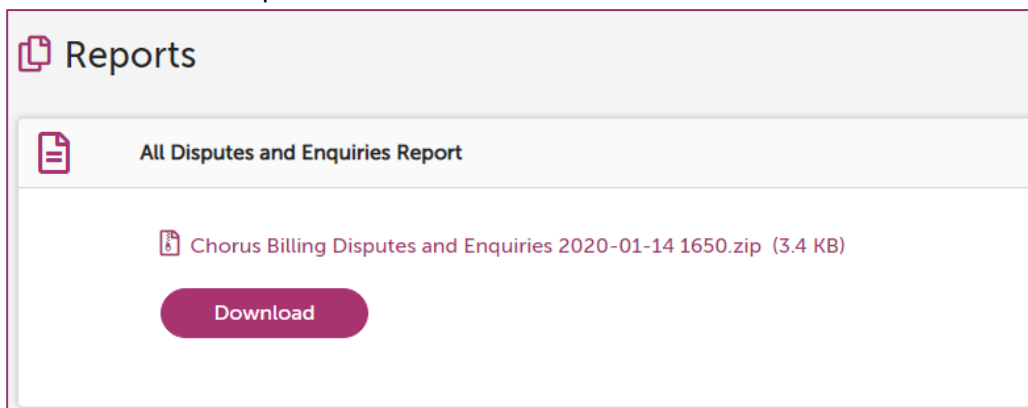 Reports
All Disputes and Enquiries Report
Chorus Billing Disputes and Enquiries 2020-01-14 1650.zip (3.4 KB)
Download